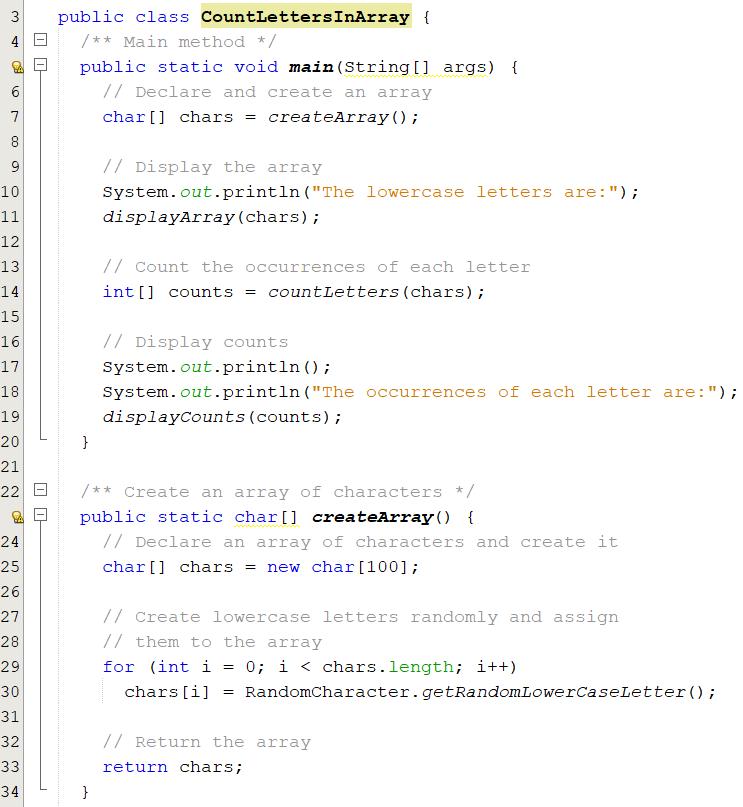 3 public class CountLettersInArray {
4 /** Main method */
public static void main(String[] args) {
6 // Declare and create an array
7 char[] chars = createArray();
8
9 // Display the array
10 System.out.println("The lowercase letters are:");
11 displayArray(chars);
12
13 // Count the occurrences of each letter
14 int[] counts = countLetters(chars);
15
16 // Display counts
17 System.out.println();
18 System.out.println("The occurrences of each letter are:");
19 displayCounts(counts);
20 }
21
22 /** Create an array of characters */
public static char[] createArray() {
24 // Declare an array of characters and create it
25 char[] chars = new char[100];
26
27 // Create lowercase letters randomly and assign
28 // them to the array
29 for (int i = 0; i < chars.length; i++)
30 chars[i] = RandomCharacter.getRandomLowerCaseLetter();
31
32 // Return the array
33 return chars;
34 }